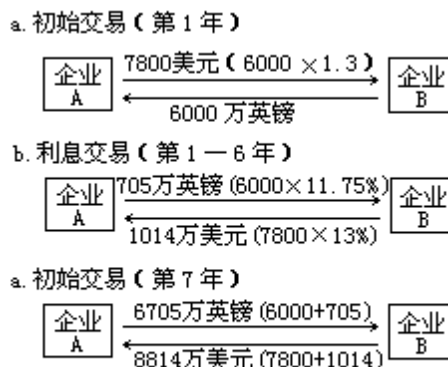 a.初始交易(第1年)
7800美元(6000×1.3)
企业 企业
A B
6000万英镑
b.利息交易(第1—6年)
705万英镑(6000×11.75%)
企业 企业
A B
1014万美元(7800×13%)
a.初始交易(第7年)
6705万英镑(6000+705)
企业 企业
A B
8814万美元(7800+1014)